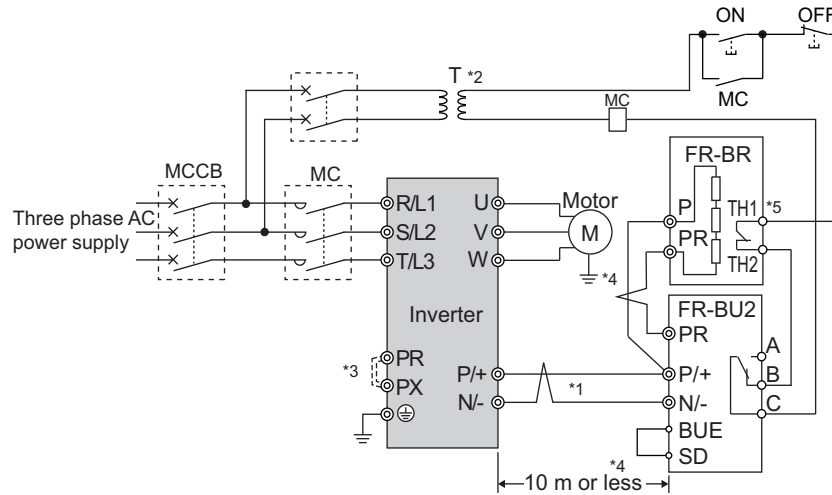 ON OFF
T *2
MC
MC
FR-BR
MCCB MC
P
TH1 *5
R/L1 U Motor
Three phase AC
power supply
S/L2 V M
PR
TH2
T/L3 W
*4
FR-BU2
Inverter
PR
A
PR
*3
P/+ P/+
B
PX
*1
N/- N/-
C
BUE
SD
*4
10 m or less